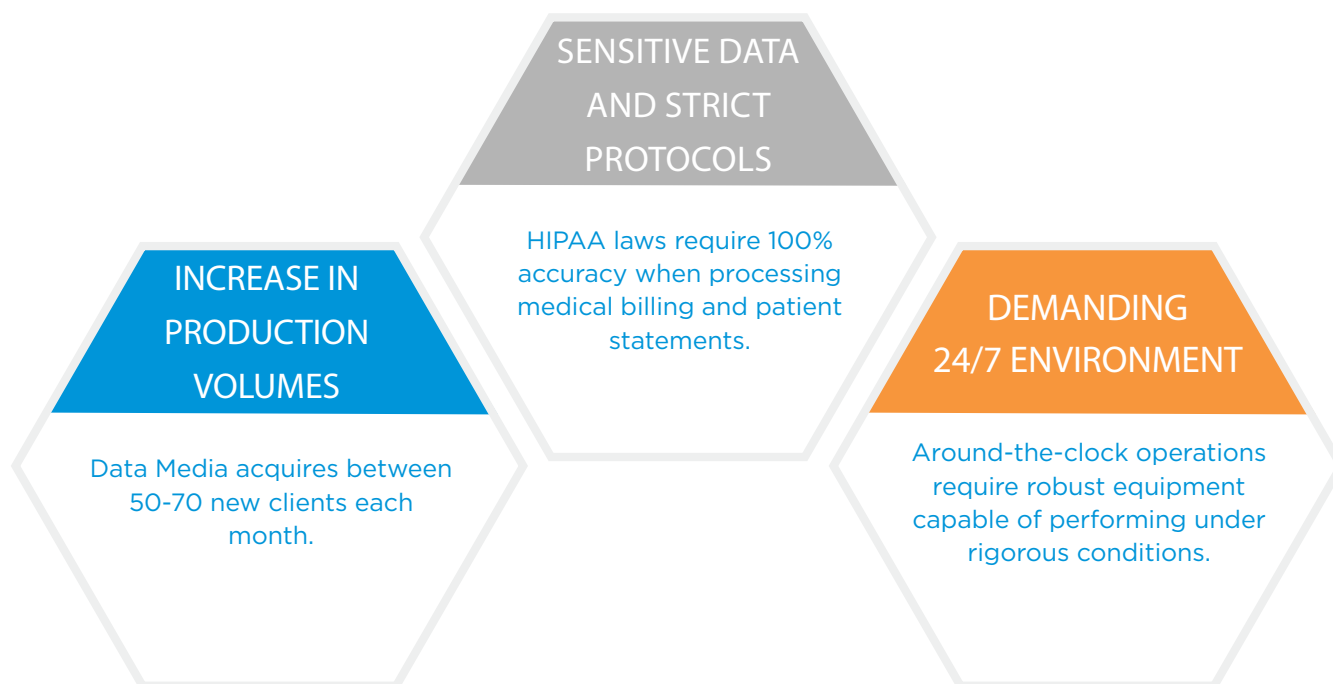 INCREASE IN
PRODUCTION
VOLUMES
Data Media acquires between
50-70 new clients each
month.
SENSITIVE DATA
AND STRICT
PROTOCOLS
HIPAA laws require 100%
accuracy when processing
medical billing and patient
statements.
DEMANDING
24/7 ENVIRONMENT
Around-the-clock operations
require robust equipment
capable of performing under
rigorous conditions.